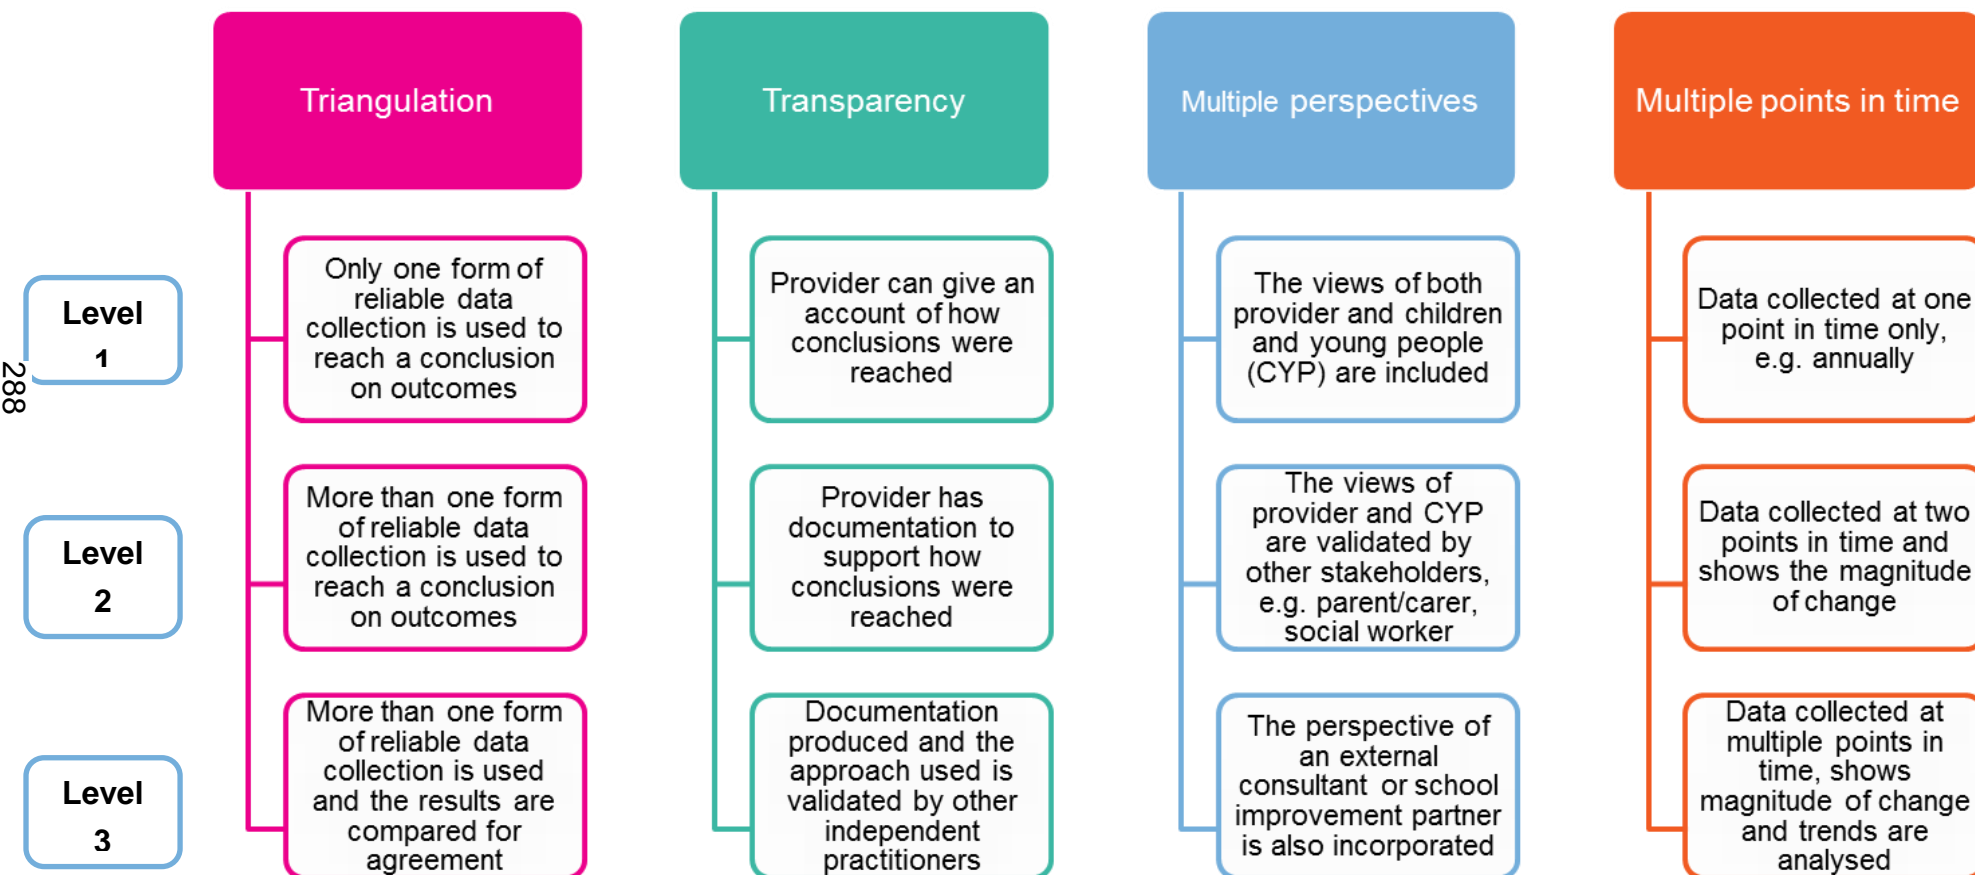 Triangulation
Transparency
Multiple perspectives
Multiple points in time
Level
1
Only one form of
reliable data
collection is used to
reach a conclusion
on outcomes
Provider can give an
account of how
conclusions were
reached
The views of both
provider and children
and young people
(CYP) are included
Data collected at one
point in time only,
e.g. annually
288
Level
2
More than one form
of reliable data
collection is used to
reach a conclusion
on outcomes
Provider has
documentation to
support how
conclusions were
reached
The views of
provider and CYP
are validated by
other stakeholders,
e.g. parent/carer,
social worker
Data collected at two
points in time and
shows the magnitude
of change
Level
3
More than one form
of reliable data
collection is used
and the results are
compared for
agreement
Documentation
produced and the
approach used is
validated by other
independent
practitioners
The perspective of
an external
consultant or school
improvement partner
is also incorporated
Data collected at
multiple points in
time, shows
magnitude of change
and trends are
analysed